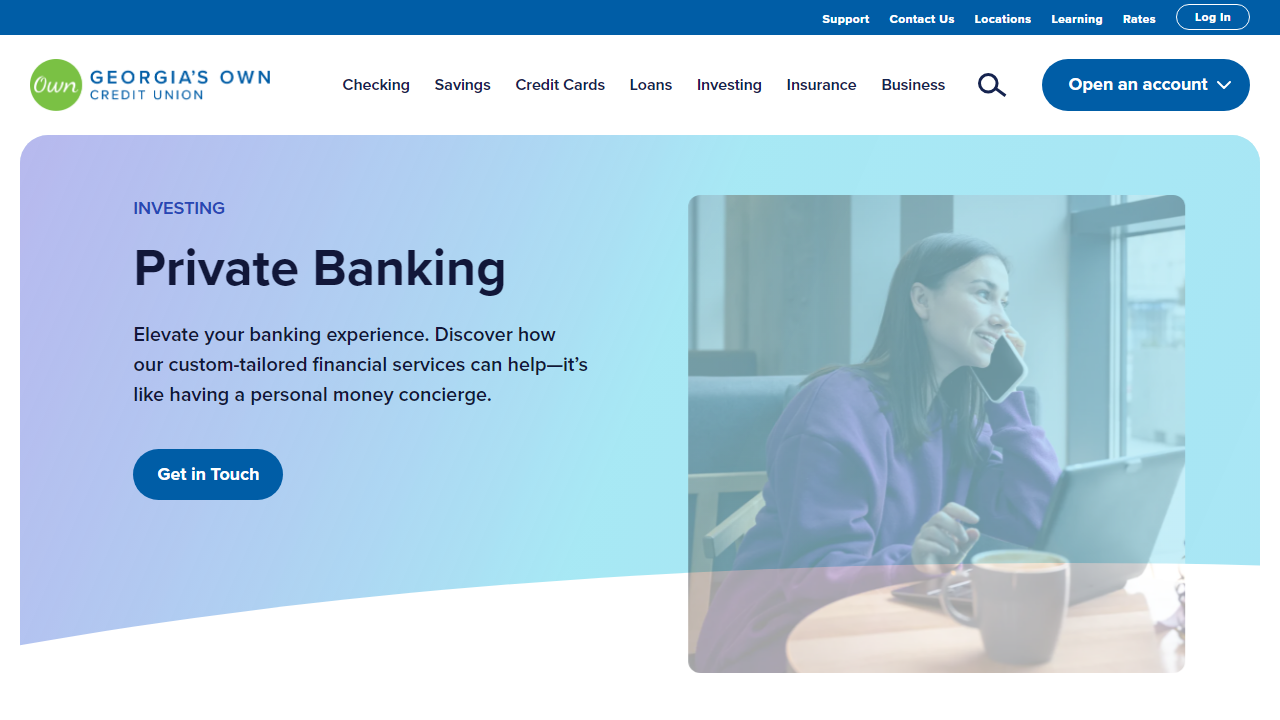 Support Contact Us Locations Learning Rates Log In
Own GEORGIA'S OWN
CREDIT UNION
Checking Savings Credit Cards Loans Investing Insurance Business Open an account
INVESTING
Private Banking
Elevate your banking experience. Discover how
our custom-tailored financial services can help—it's
like having a personal money concierge.
Get in Touch